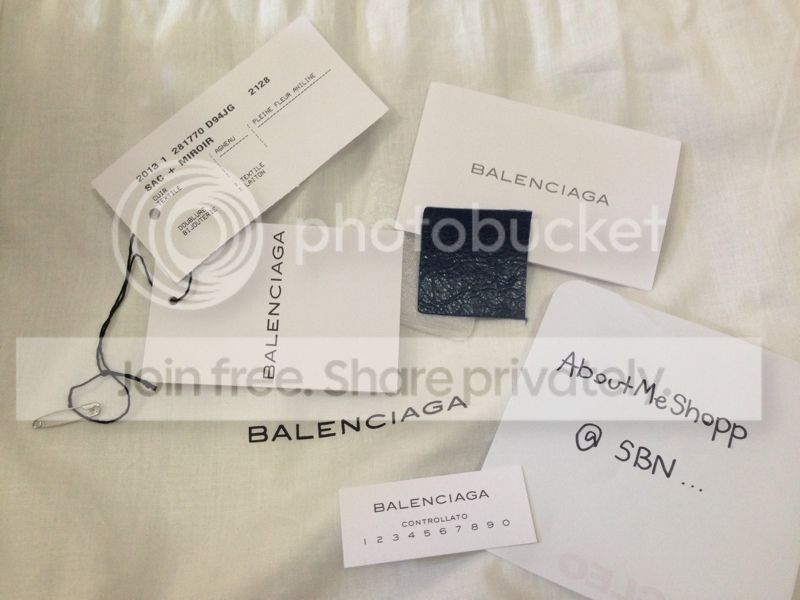 2013 1 281770 D94JG 2128
SAC + MIROIR
CUIR AGNEAU PLEINE FLEUR ANILINE
TEXTILE
DOUBLURE TEXTILE
BIJOUTERIE LAITON
BALENCIAGA
BALENCIAGA
photobucket
Join free. Share privately.
BALENCIAGA
AboutMeShopp
@ SBN...
BALENCIAGA
CONTROLLATO
1 2 3 4 5 6 7 8 9 0
CLEO